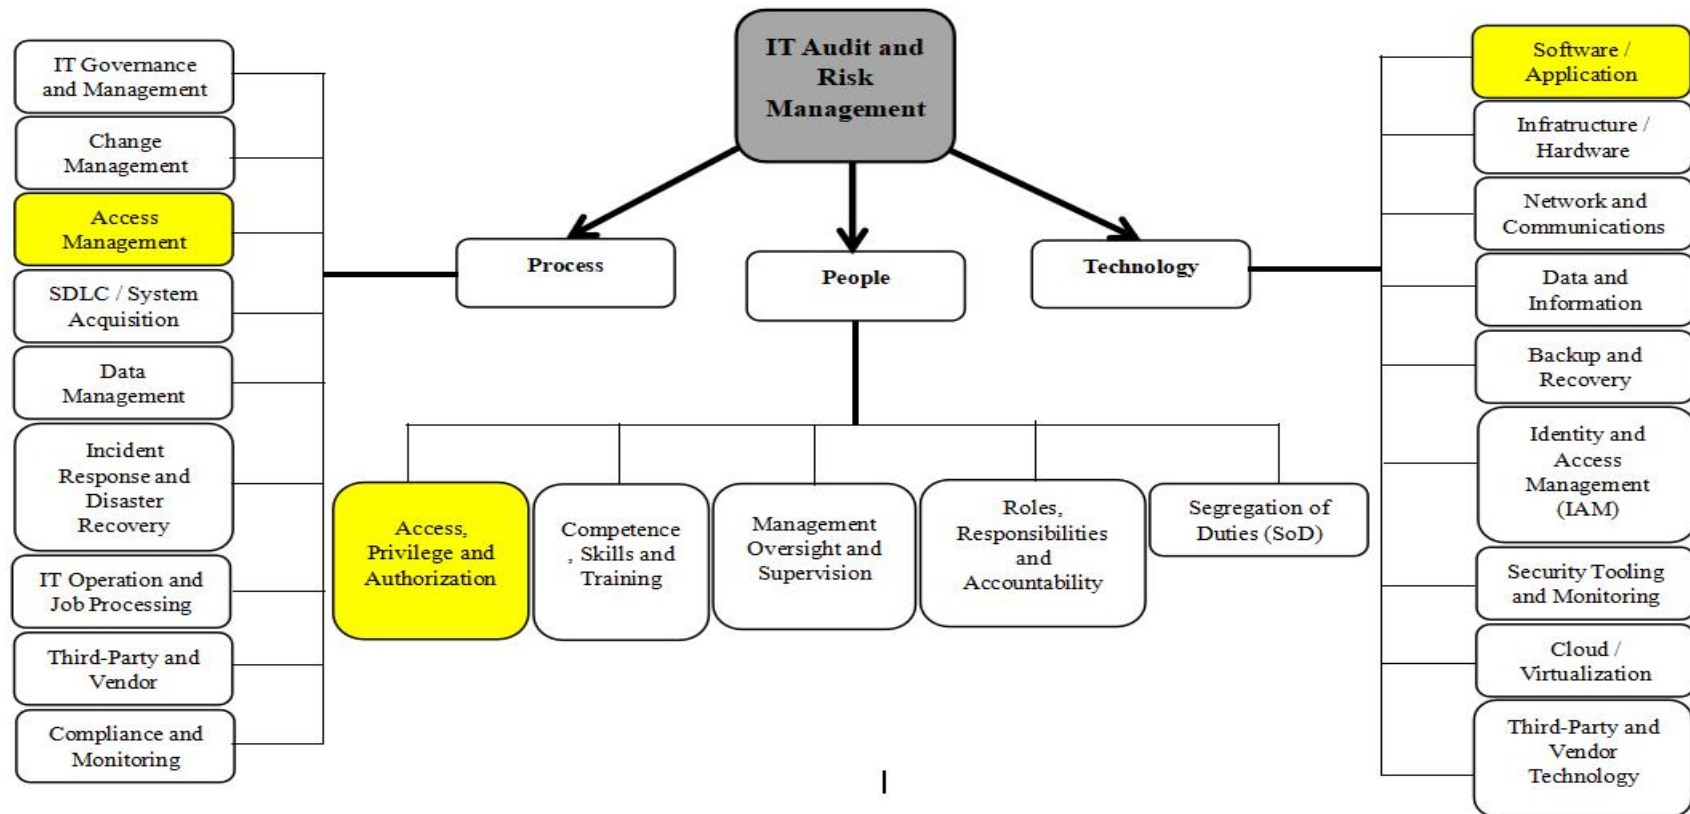 IT Audit and
Risk
Management
Process
People
Technology
IT Governance
and Management
Change
Management
Access
Management
SDLC / System
Acquisition
Data
Management
Incident
Response and
Disaster
Recovery
IT Operation and
Job Processing
Third-Party and
Vendor
Compliance and
Monitoring
Access,
Privilege and
Authorization
Competence
, Skills and
Training
Management
Oversight and
Supervision
Roles,
Responsibilities
and
Accountability
Segregation of
Duties (SoD)
Software /
Application
Infratructure /
Hardware
Network and
Communications
Data and
Information
Backup and
Recovery
Identity and
Access
Management
(IAM)
Security Tooling
and Monitoring
Cloud /
Virtualization
Third-Party and
Vendor
Technology